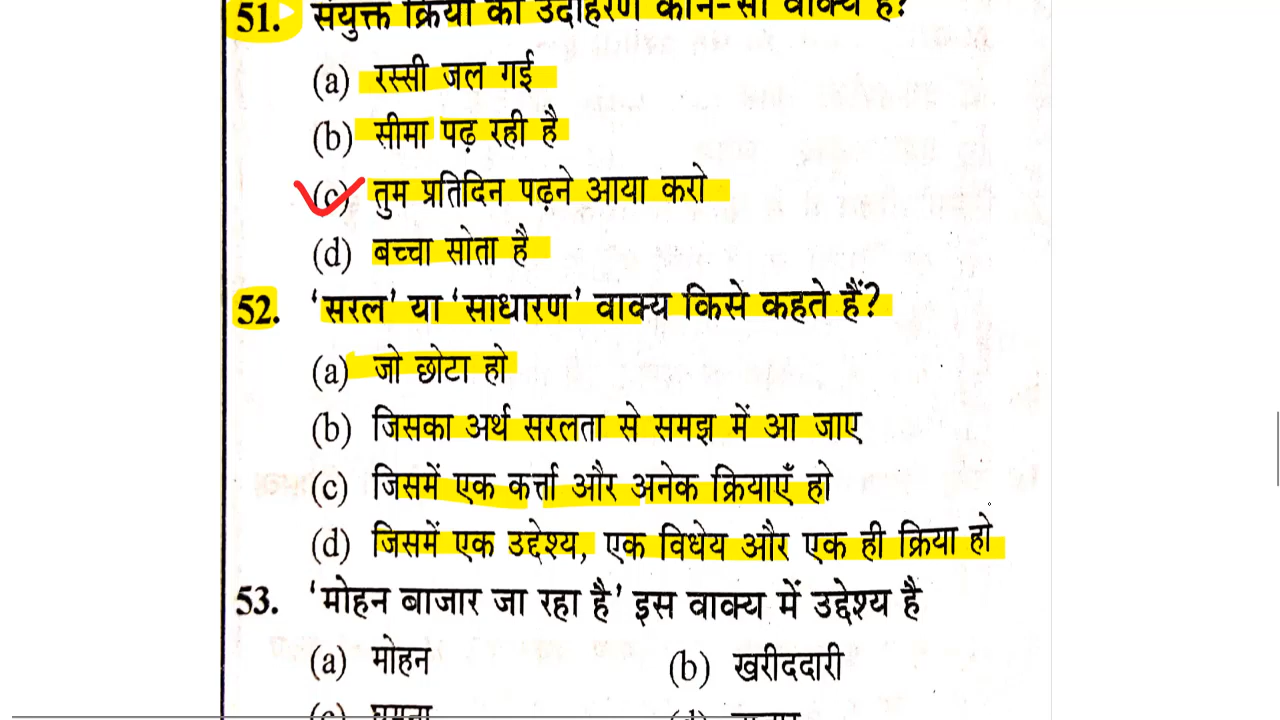 51. संयुक्त क्रिया का उदाहरण कौन-सा वाक्य है?
(a) रस्सी जल गई
(b) सीमा पढ़ रही है
(c) तुम प्रतिदिन पढ़ने आया करो
(d) बच्चा सोता है
52. 'सरल' या 'साधारण' वाक्य किसे कहते हैं?
(a) जो छोटा हो
(b) जिसका अर्थ सरलता से समझ में आ जाए
(c) जिसमें एक कर्त्ता और अनेक क्रियाएँ हो
(d) जिसमें एक उद्देश्य, एक विधेय और एक ही क्रिया हो
53. 'मोहन बाजार जा रहा है' इस वाक्य में उद्देश्य है
(a) मोहन (b) खरीददारी